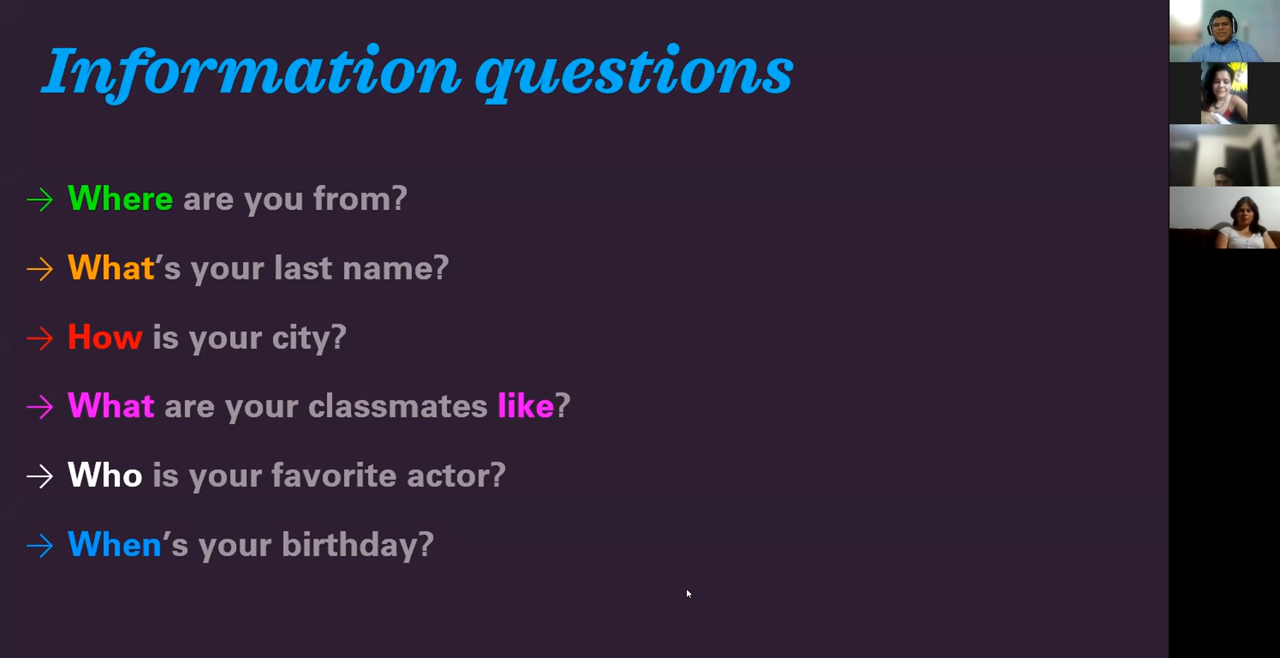 Information questions
→ Where are you from?
→ What’s your last name?
→ How is your city?
→ What are your classmates like?
→ Who is your favorite actor?
→ When’s your birthday?